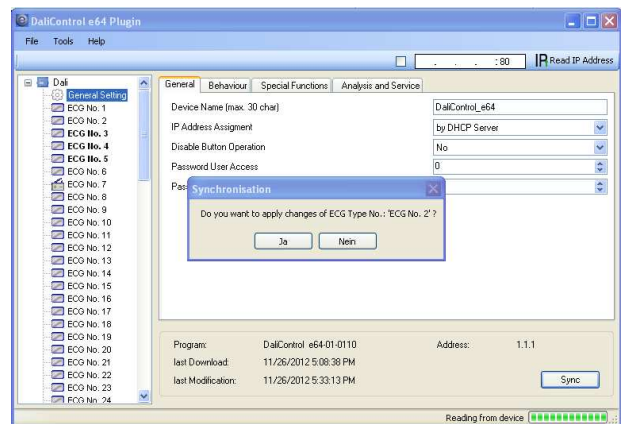 DaliControl e64 Plugin
File Tools Help
. . . :80 IP Read IP Address
Dali
General Setting
ECG No. 1
ECG No. 2
ECG No. 3
ECG No. 4
ECG No. 5
ECG No. 6
ECG No. 7
ECG No. 8
ECG No. 9
ECG No. 10
ECG No. 11
ECG No. 12
ECG No. 13
ECG No. 14
ECG No. 15
ECG No. 16
ECG No. 17
ECG No. 18
ECG No. 19
ECG No. 20
ECG No. 21
ECG No. 22
ECG No. 23
ECG No. 24
General Behaviour Special Functions Analysis and Service
Device Name (max. 30 char) DaliControl_e64
IP Address Assigment by DHCP Server
Disable Button Operation No
Password User Access 0
Pas
Synchronisation
Do you want to apply changes of ECG Type No.: 'ECG No. 2' ?
Ja Nein
Program: DaliControl e64-01-0110 Address: 1.1.1
last Download: 11/26/2012 5:08:38 PM
last Modification: 11/26/2012 5:33:13 PM
Sync
Reading from device